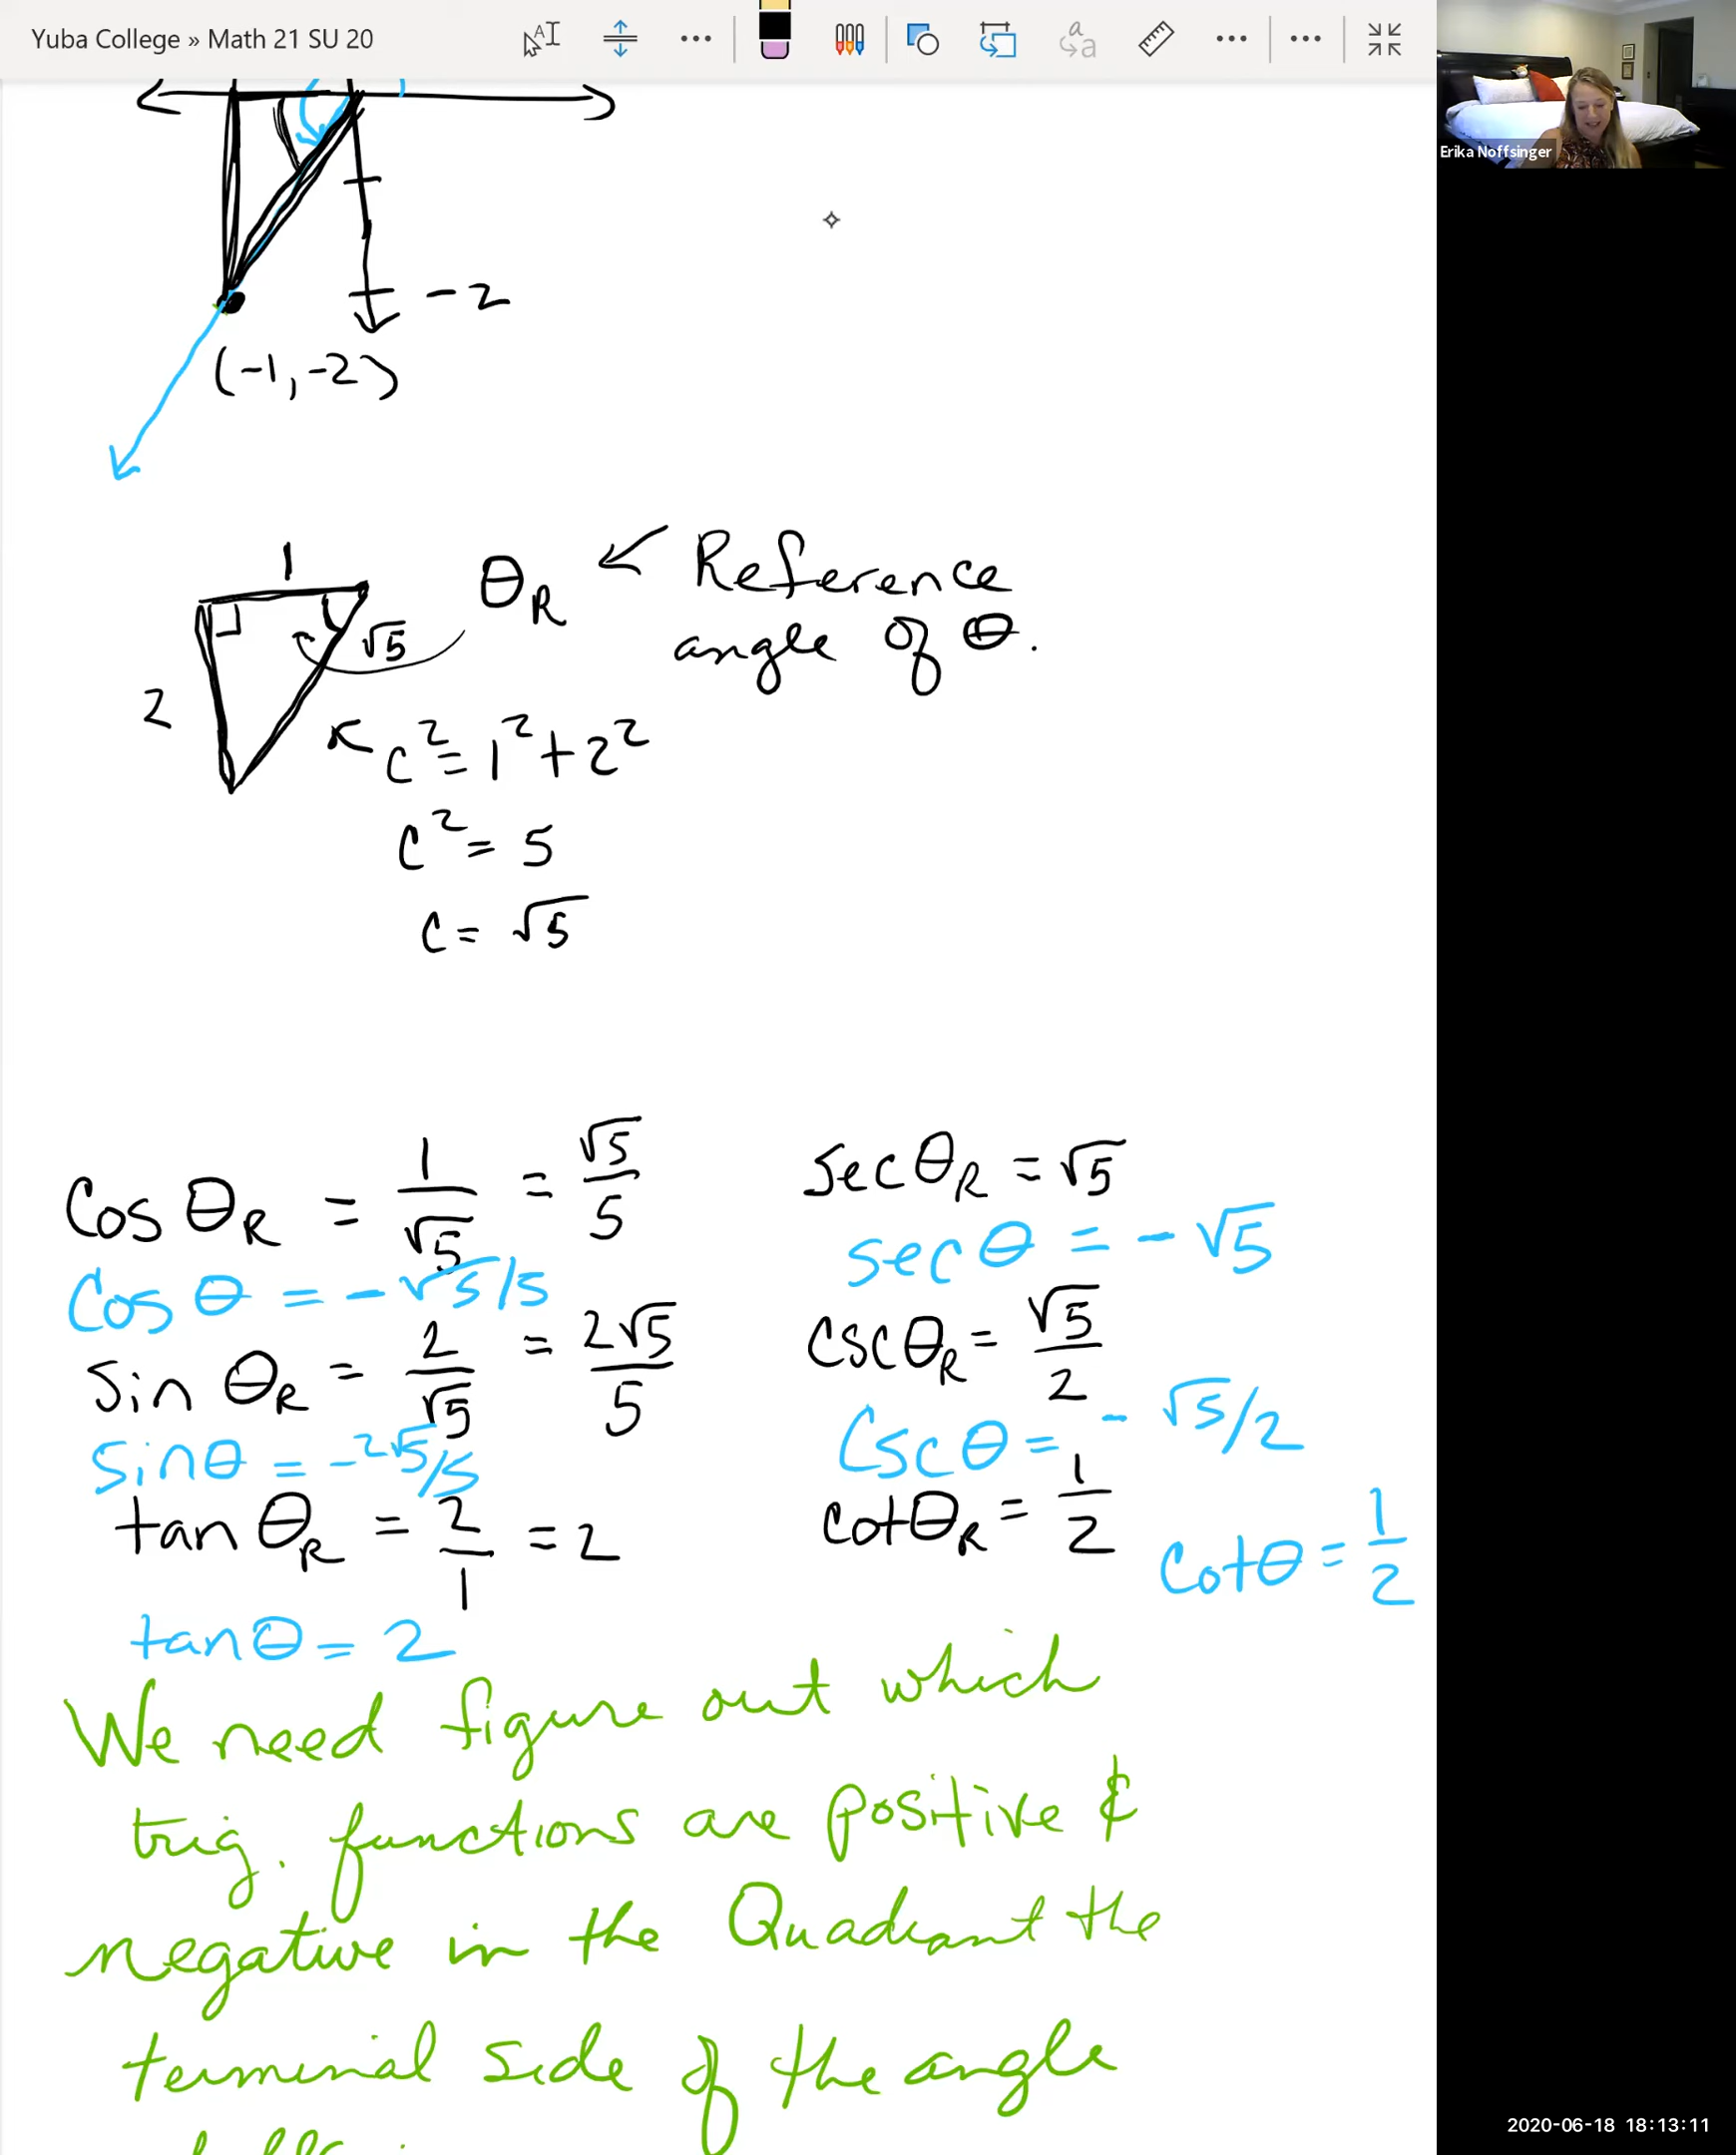 Yuba College » Math 21 SU 20
Erika Noffsinger
-2
(-1,-2)
1
θR ← Reference
angle of θ.
√5
2
c² = 1² + 2²
c² = 5
c = √5
cos θR = 1/√5 = √5/5
sec θR = √5
cos θ = -√5/5
sec θ = -√5
sin θR = 2/√5 = 2√5/5
csc θR = √5/2
sin θ = -2√5/5
csc θ = -√5/2
tan θR = 2/1 = 2
cot θR = 1/2
cot θ = 1/2
tan θ = 2
We need figure out which
trig. functions are positive &
negative in the Quadrant the
terminal side of the angle
2020-06-18 18:13:11